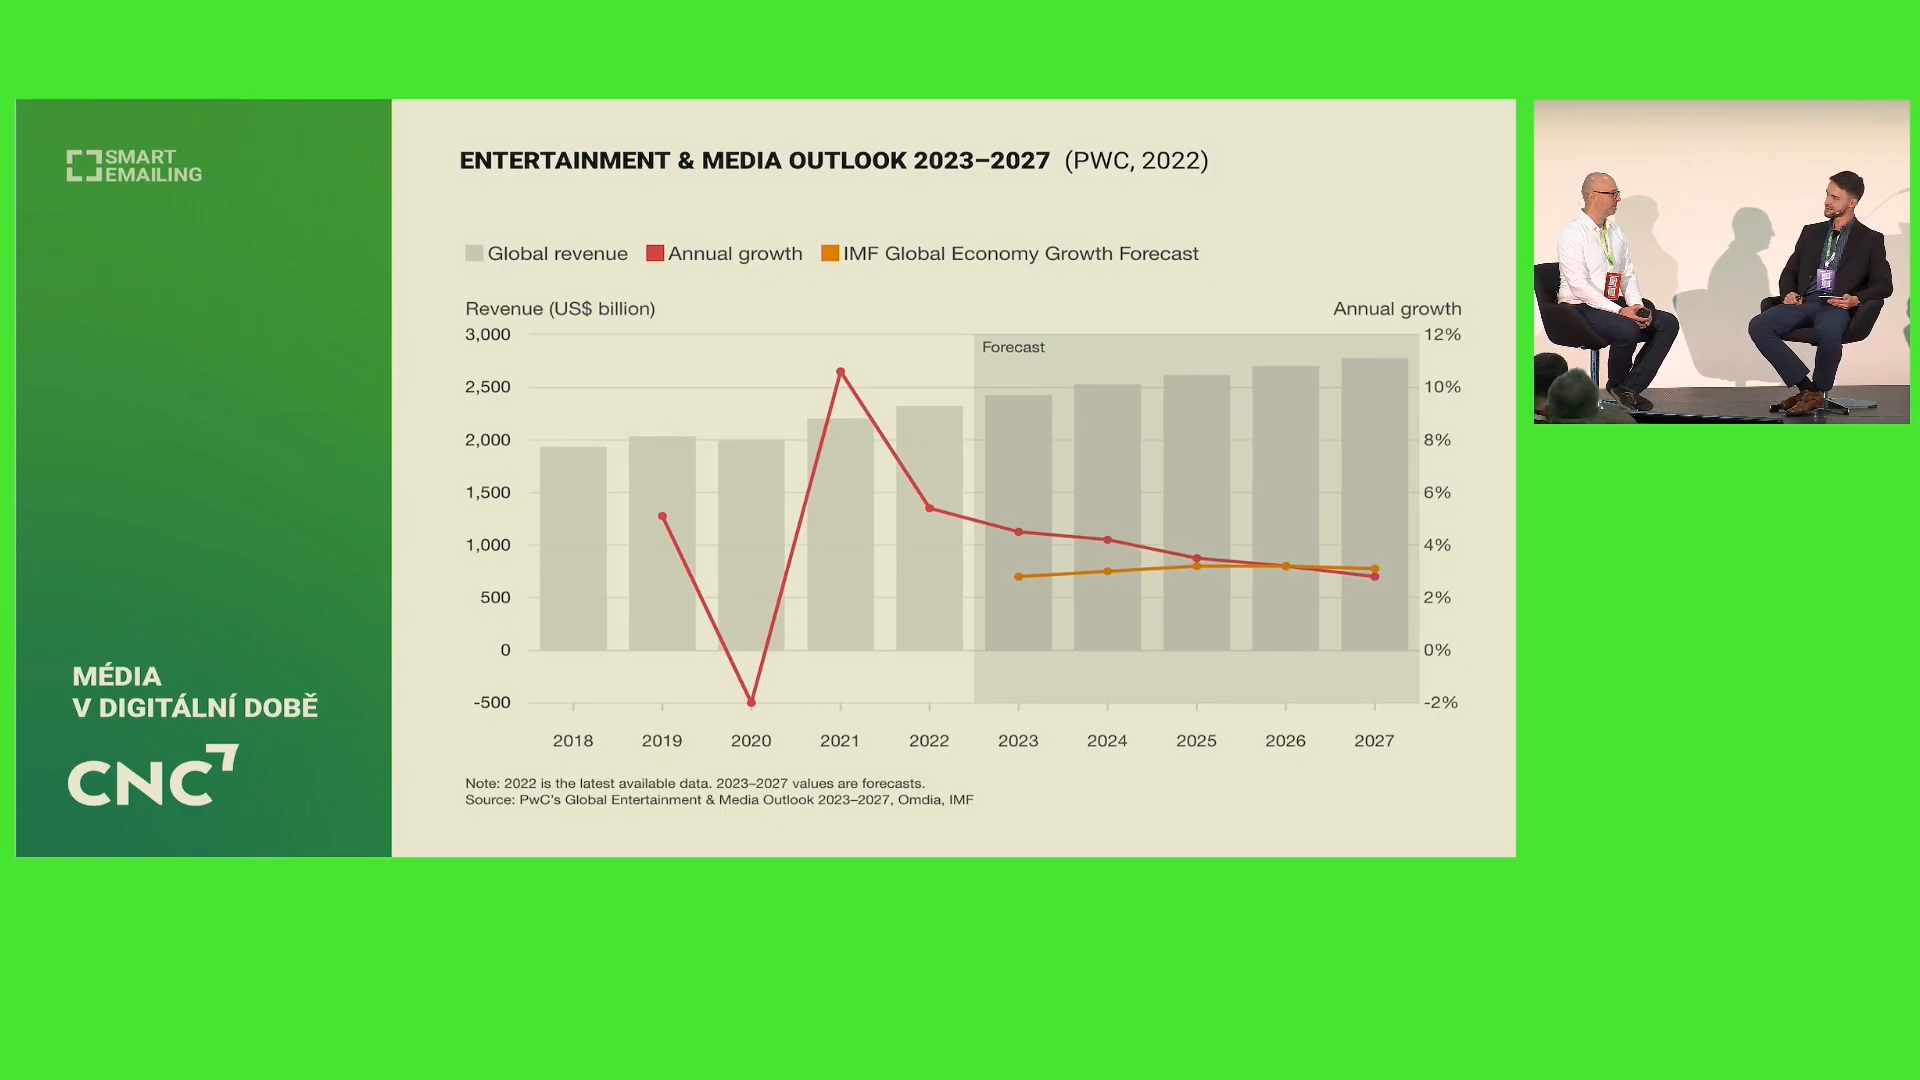 SMART
EMAILING
MÉDIA
V DIGITÁLNÍ DOBĚ
CNC
ENTERTAINMENT & MEDIA OUTLOOK 2023–2027 (PWC, 2022)
Global revenue Annual growth IMF Global Economy Growth Forecast
Revenue (US$ billion) Annual growth
3,000 12%
Forecast
2,500 10%
2,000 8%
1,500 6%
1,000 4%
500 2%
0 0%
-500 -2%
2018 2019 2020 2021 2022 2023 2024 2025 2026 2027
Note: 2022 is the latest available data. 2023–2027 values are forecasts.
Source: PwC's Global Entertainment & Media Outlook 2023–2027, Omdia, IMF